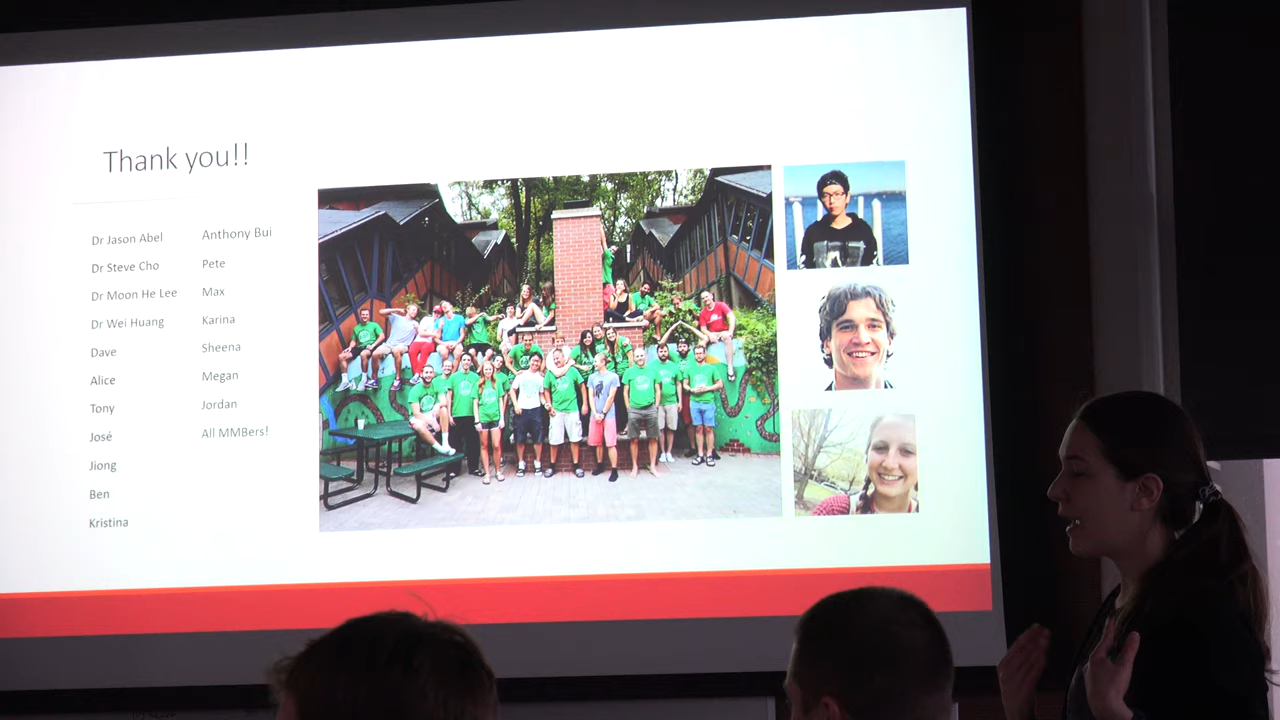 Thank you!!
Dr Jason Abel
Dr Steve Cho
Dr Moon He Lee
Dr Wei Huang
Dave
Alice
Tony
José
Jiong
Ben
Kristina
Anthony Bui
Pete
Max
Karina
Sheena
Megan
Jordan
All MMBers!